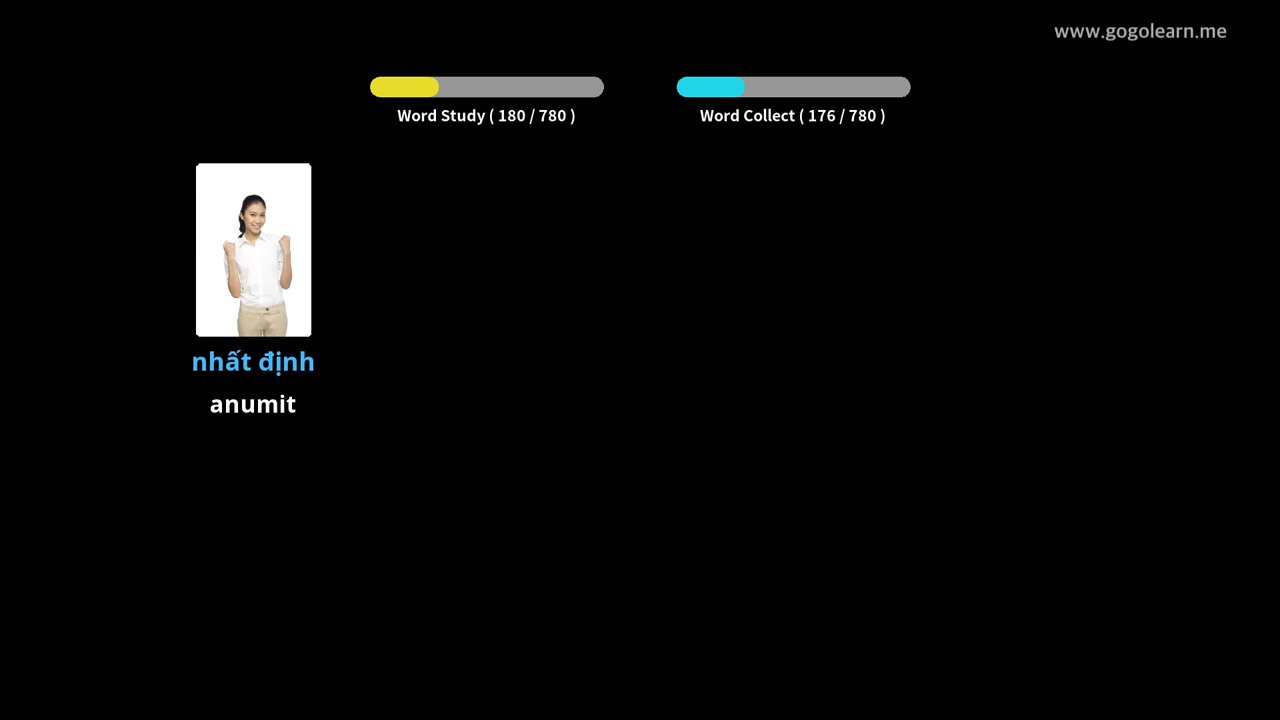 www.gogolearn.me
Word Study ( 180 / 780 )
Word Collect ( 176 / 780 )
nhất định
anumit